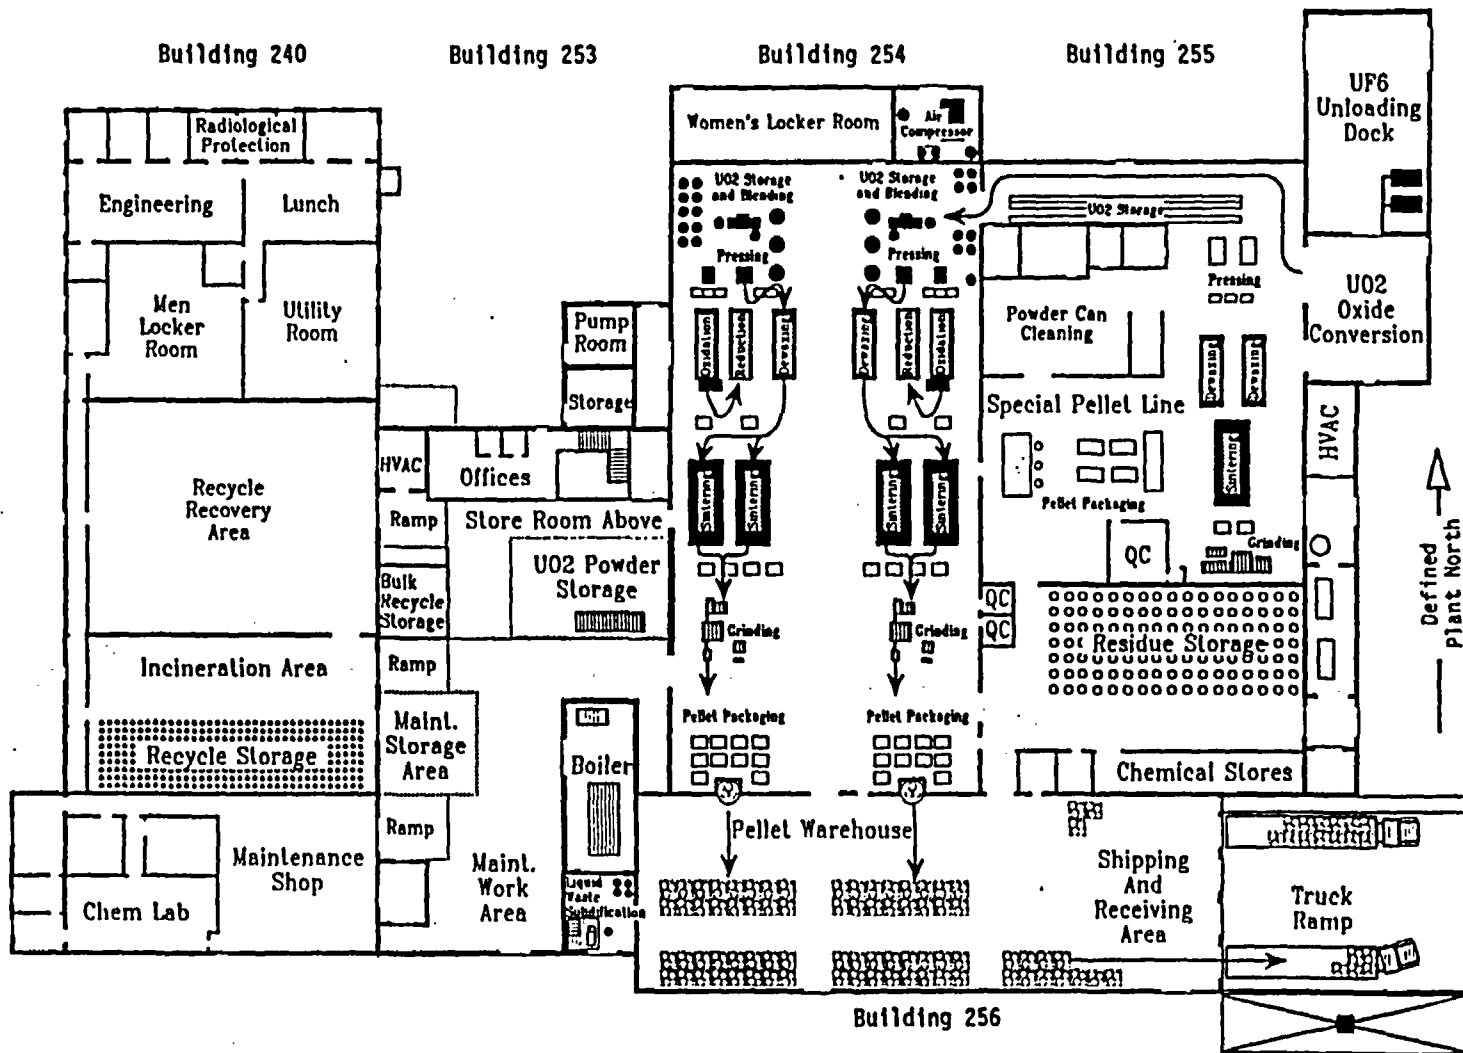 Building 240
Building 253
Building 254
Building 255
UF6
Unloading
Dock
Radiological
Protection
Women's Locker Room
Air
Compressor
Engineering
Lunch
UO2 Storage
and Blending
UO2 Storage
and Blending
UO2 Storage
Pressing
Pressing
Pressing
Men
Locker
Room
Utility
Room
Pump
Room
Storage
Oxidation
Reduction
Dewaxing
Dewaxing
Reduction
Oxidation
Powder Can
Cleaning
Dewaxing
Dewaxing
UO2
Oxide
Conversion
Special Pellet Line
HVAC
HVAC
Offices
Sintering
Sintering
Sintering
Sintering
Sintering
Pellet Packaging
Recycle
Recovery
Area
Ramp
Store Room Above
UO2 Powder
Storage
Bulk
Recycle
Storage
QC
Grinding
QC
QC
Grinding
Grinding
Residue Storage
Defined
plant North
Incineration Area
Ramp
Pellet Packaging
Pellet Packaging
Maint.
Storage
Area
Recycle Storage
Boiler
Chemical Stores
Ramp
Pellet Warehouse
Maintenance
Shop
Maint.
Work
Area
Liquid
Waste
Solidification
Shipping
And
Receiving
Area
Truck
Ramp
Chem Lab
Building 256